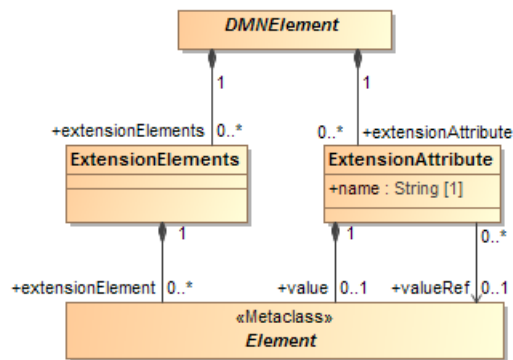 DMNElement
1 1
+extensionElements 0..* 0..* +extensionAttribute
ExtensionElements ExtensionAttribute
+name : String [1]
1 1 0..*
+extensionElement 0..* +value 0..1 +valueRef 0..1
«Metaclass»
Element